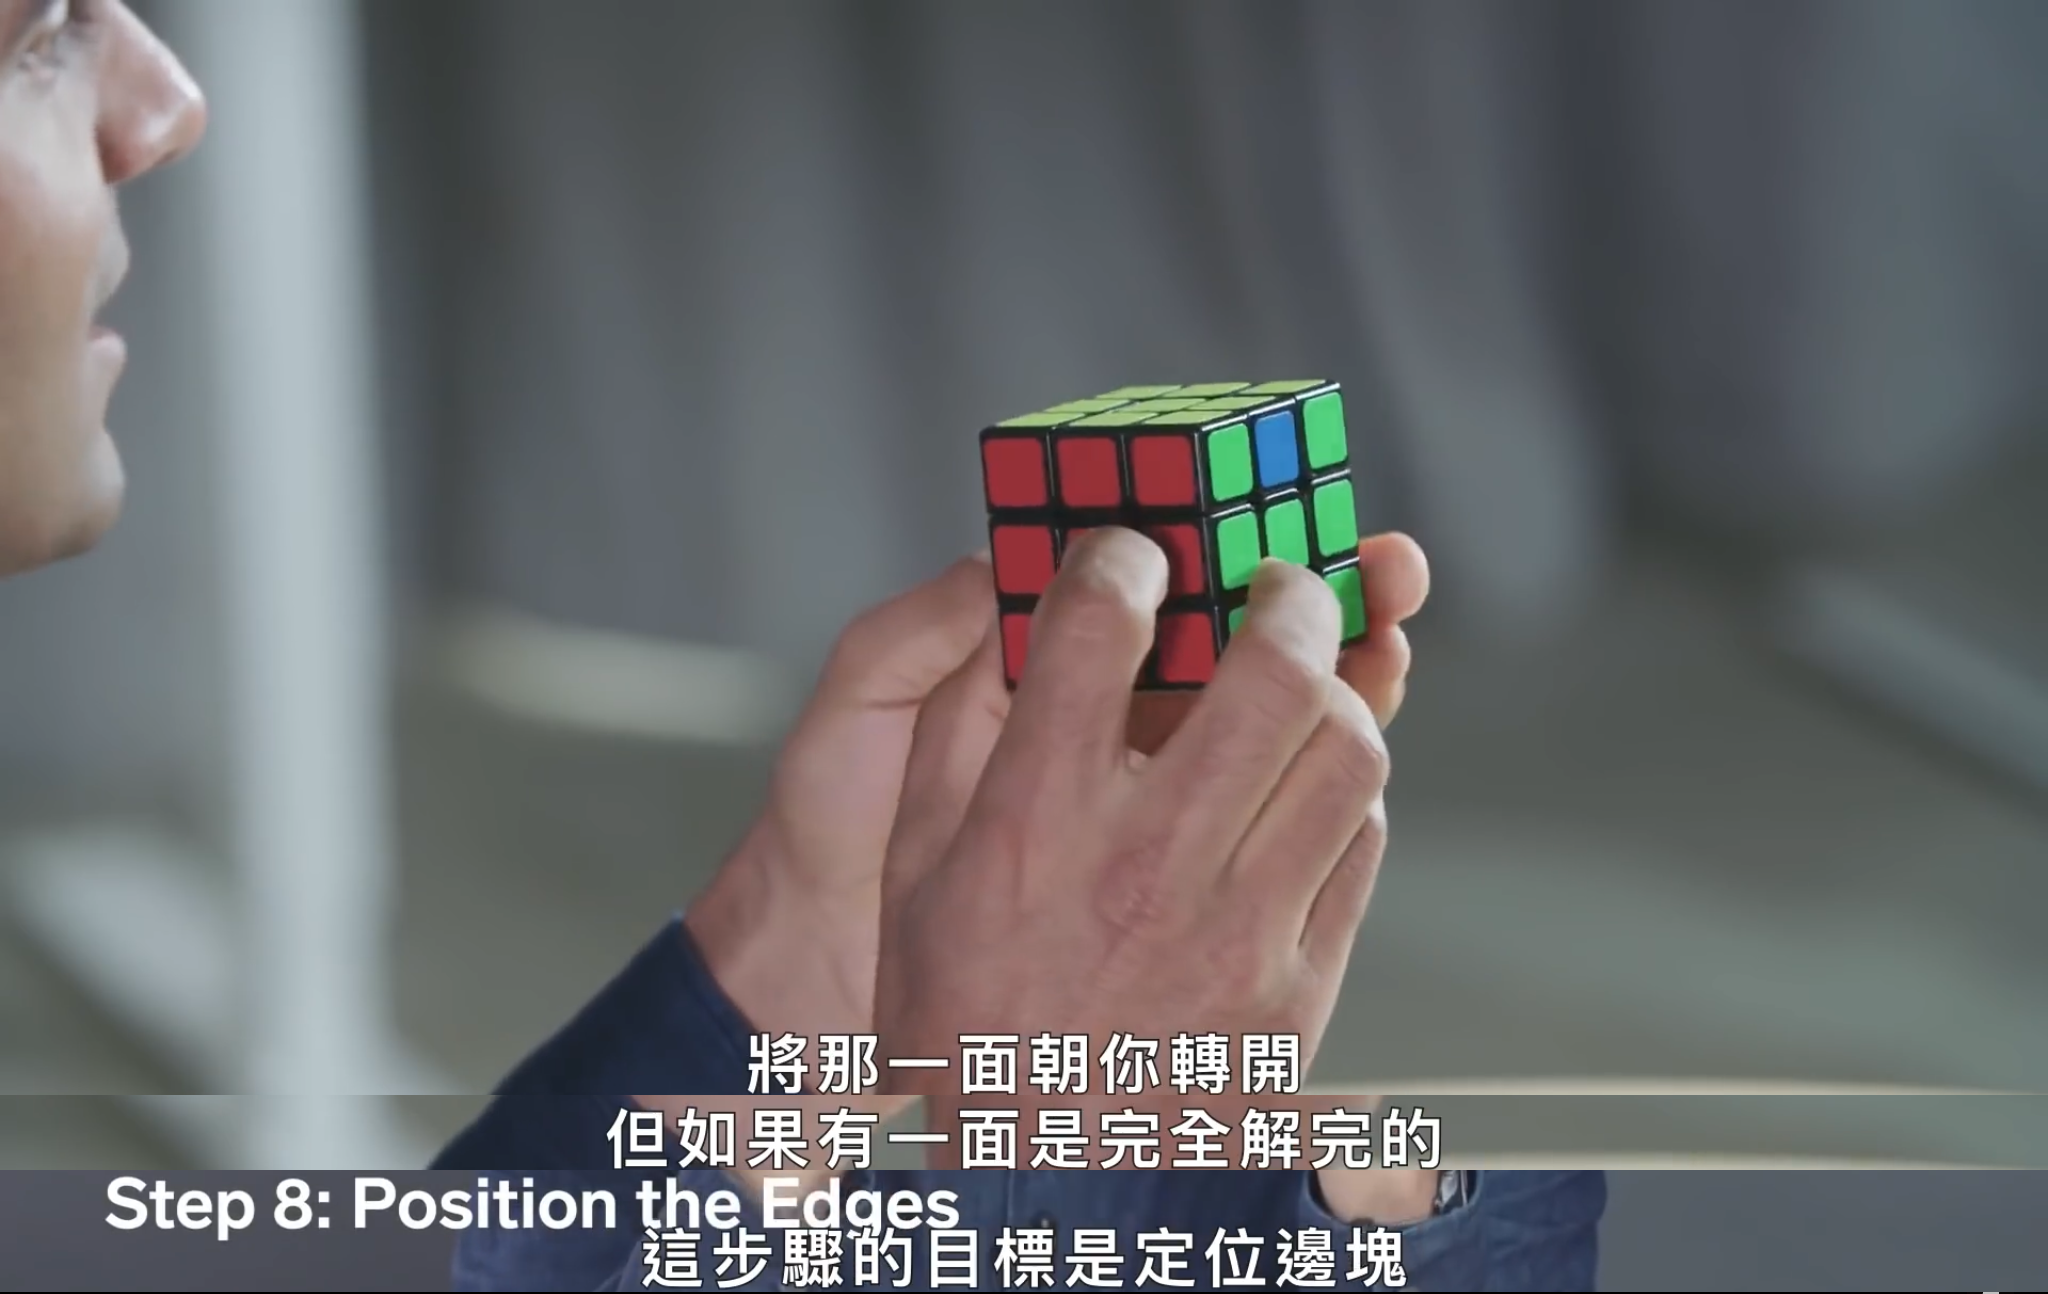 將那一面朝你轉開
但如果有一面是完全解完的
Step 8: Position the Edges
這步驟的目標是定位邊塊